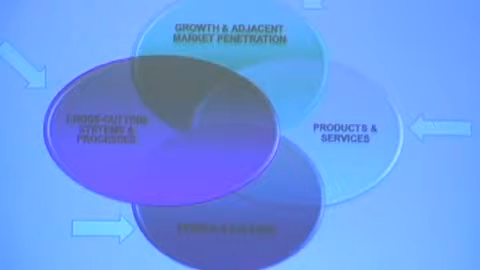 GROWTH & ADJACENT
MARKET PENETRATION
CROSS-CUTTING
SYSTEMS &
PROCESSES
PRODUCTS &
SERVICES